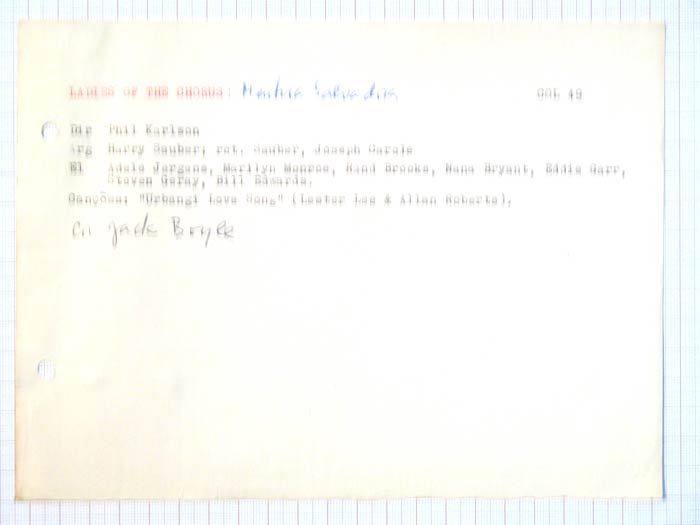 LADIES OF THE CHORUS: Mentira Salvadora COL 49
Dir Phil Karlson
Arg Harry Sauber; rot. Sauber, Joseph Carole
El Adele Jergens, Marilyn Monroe, Rand Brooks, Nana Bryant, Eddie Garr,
Steven Geray, Bill Edwards.
Canções: "Ubangi Love Song" (Lester Lee & Allan Roberts).
Cn Jack Boyle